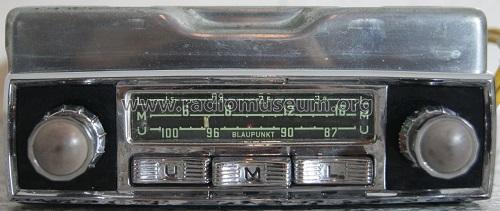 www.radiomuseum.org
M 6 8 12 16 M
U 100 96 BLAUPUNKT 90 87 U
U M L